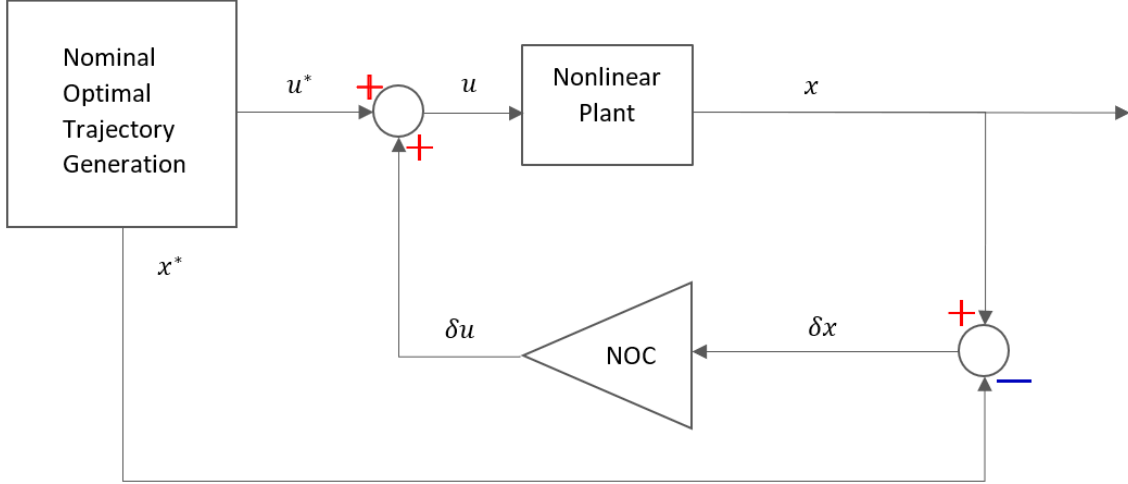 Nominal
Optimal
Trajectory
Generation
u*
+
+
u
Nonlinear
Plant
x
x*
δu
NOC
δx
+
−